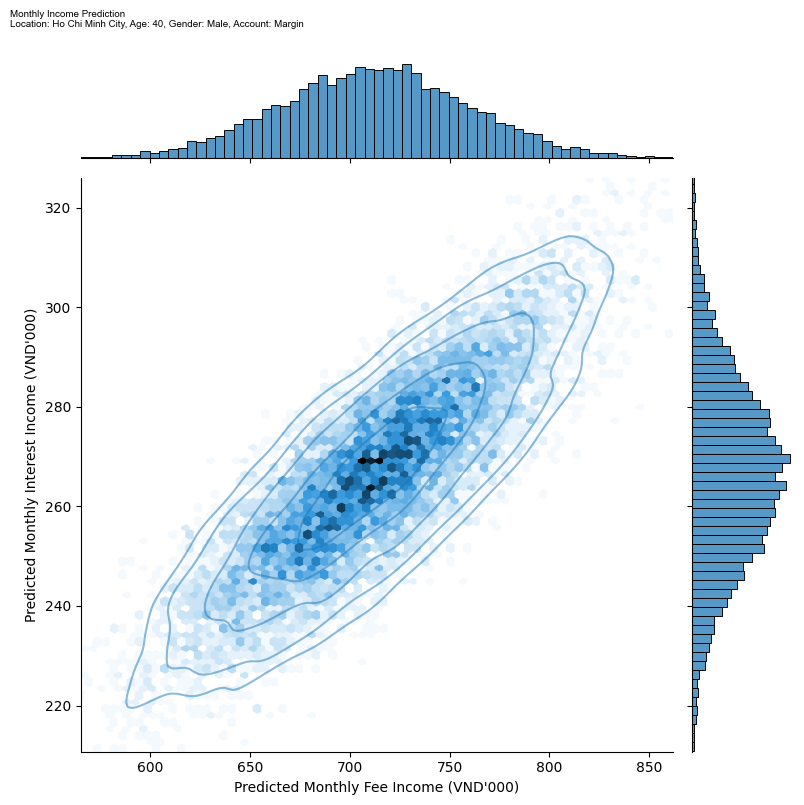 Monthly Income Prediction
Location: Ho Chi Minh City, Age: 40, Gender: Male, Account: Margin
320
300
280
260
240
220
Predicted Monthly Interest Income (VND'000)
600 650 700 750 800 850
Predicted Monthly Fee Income (VND'000)